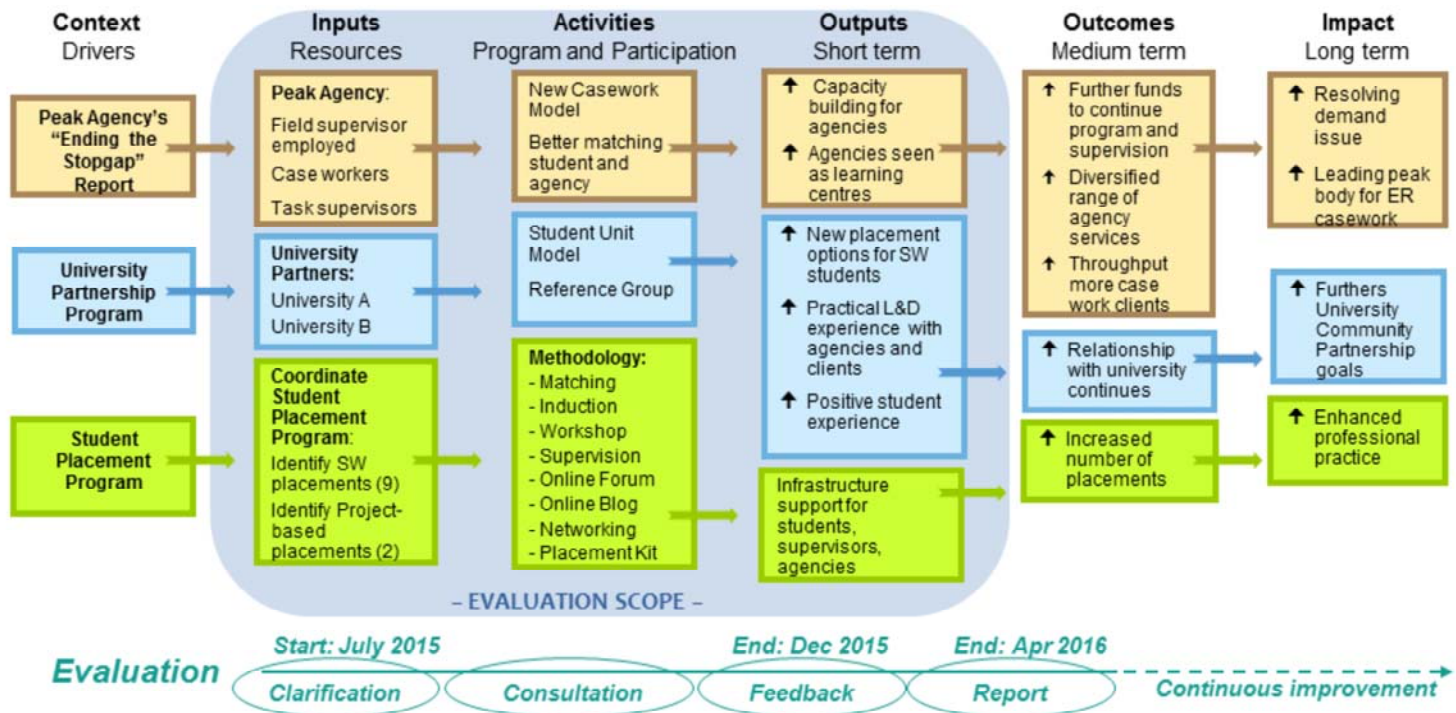 Context
Drivers
Inputs
Resources
Activities
Program and Participation
Outputs
Short term
Outcomes
Medium term
Impact
Long term
Peak Agency's
"Ending the
Stopgap"
Report
Peak Agency:
Field supervisor
employed
Case workers
Task supervisors
New Casework
Model
Better matching
student and
agency
↑ Capacity
building for
agencies
↑ Agencies seen
as learning
centres
↑ Further funds
to continue
program and
supervision
↑ Diversified
range of
agency
services
↑ Throughput
more case
work clients
↑ Resolving
demand
issue
↑ Leading peak
body for ER
casework
University
Partnership
Program
University
Partners:
University A
University B
Student Unit
Model
Reference Group
↑ New placement
options for SW
students
↑ Practical L&D
experience with
agencies and
clients
↑ Positive student
experience
↑ Relationship
with university
continues
↑ Furthers
University
Community
Partnership
goals
Student
Placement
Program
Coordinate
Student
Placement
Program:
Identify SW
placements (9)
Identify Project-
based
placements (2)
Methodology:
- Matching
- Induction
- Workshop
- Supervision
- Online Forum
- Online Blog
- Networking
- Placement Kit
Infrastructure
support for
students,
supervisors,
agencies
↑ Increased
number of
placements
↑ Enhanced
professional
practice
– EVALUATION SCOPE –
Evaluation
Start: July 2015
End: Dec 2015
End: Apr 2016
Clarification
Consultation
Feedback
Report
Continuous improvement